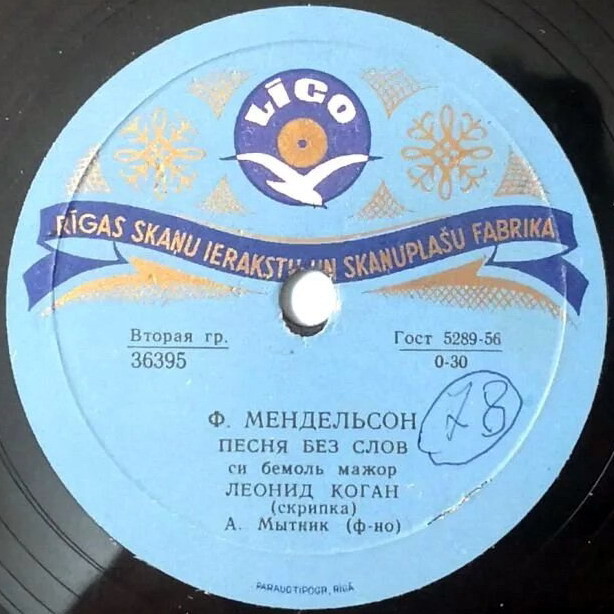 LĪGO
RĪGAS SKAŅU IERAKSTU UN SKAŅUPLAŠU FABRIKA
Вторая гр.
36395
Гост 5289-56
0-30
Ф. МЕНДЕЛЬСОН
78
ПЕСНЯ БЕЗ СЛОВ
си бемоль мажор
ЛЕОНИД КОГАН
(скрипка)
А. Мытник (ф-но)
PARAUGTIPOGR., RĪGĀ